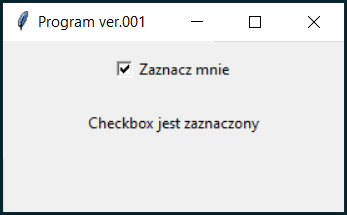 Program ver.001
Zaznacz mnie
Checkbox jest zaznaczony